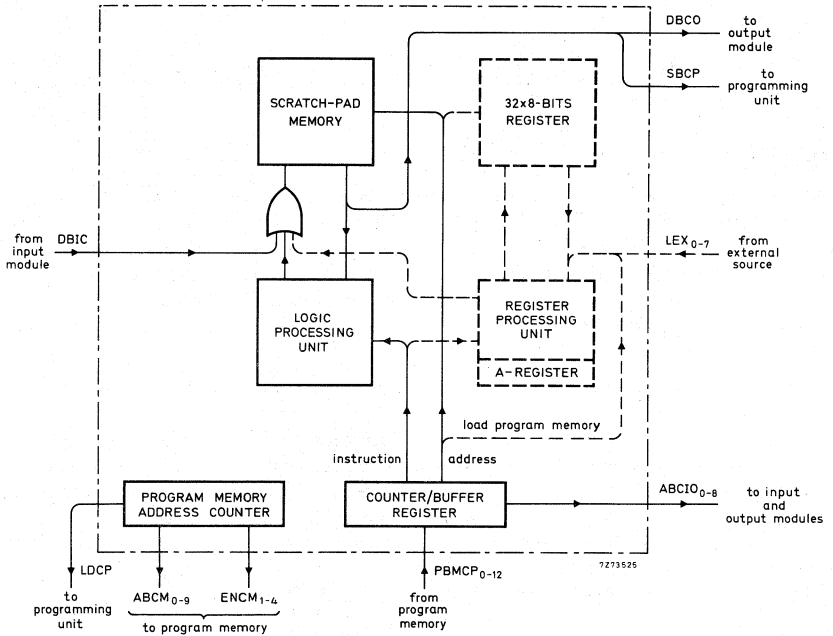 DBCO
to
output
module
SBCP
to
programming
unit
SCRATCH-PAD
MEMORY
32x8-BITS
REGISTER
from
input
module
DBIC
LEX0-7
from
external
source
LOGIC
PROCESSING
UNIT
REGISTER
PROCESSING
UNIT
A-REGISTER
load program memory
instruction
address
PROGRAM MEMORY
ADDRESS COUNTER
COUNTER/BUFFER
REGISTER
ABCIO0-8
to input
and
output modules
7Z73525
LDCP
to
programming
unit
ABCM0-9
ENCM1-4
to program memory
PBMCP0-12
from
program
memory